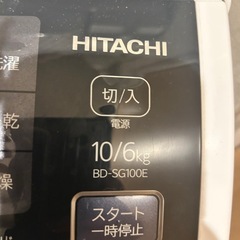 HITACHI
濯
切/入
電源
乾
10/6kg
BD-SG100E
燥
スタート
一時停止